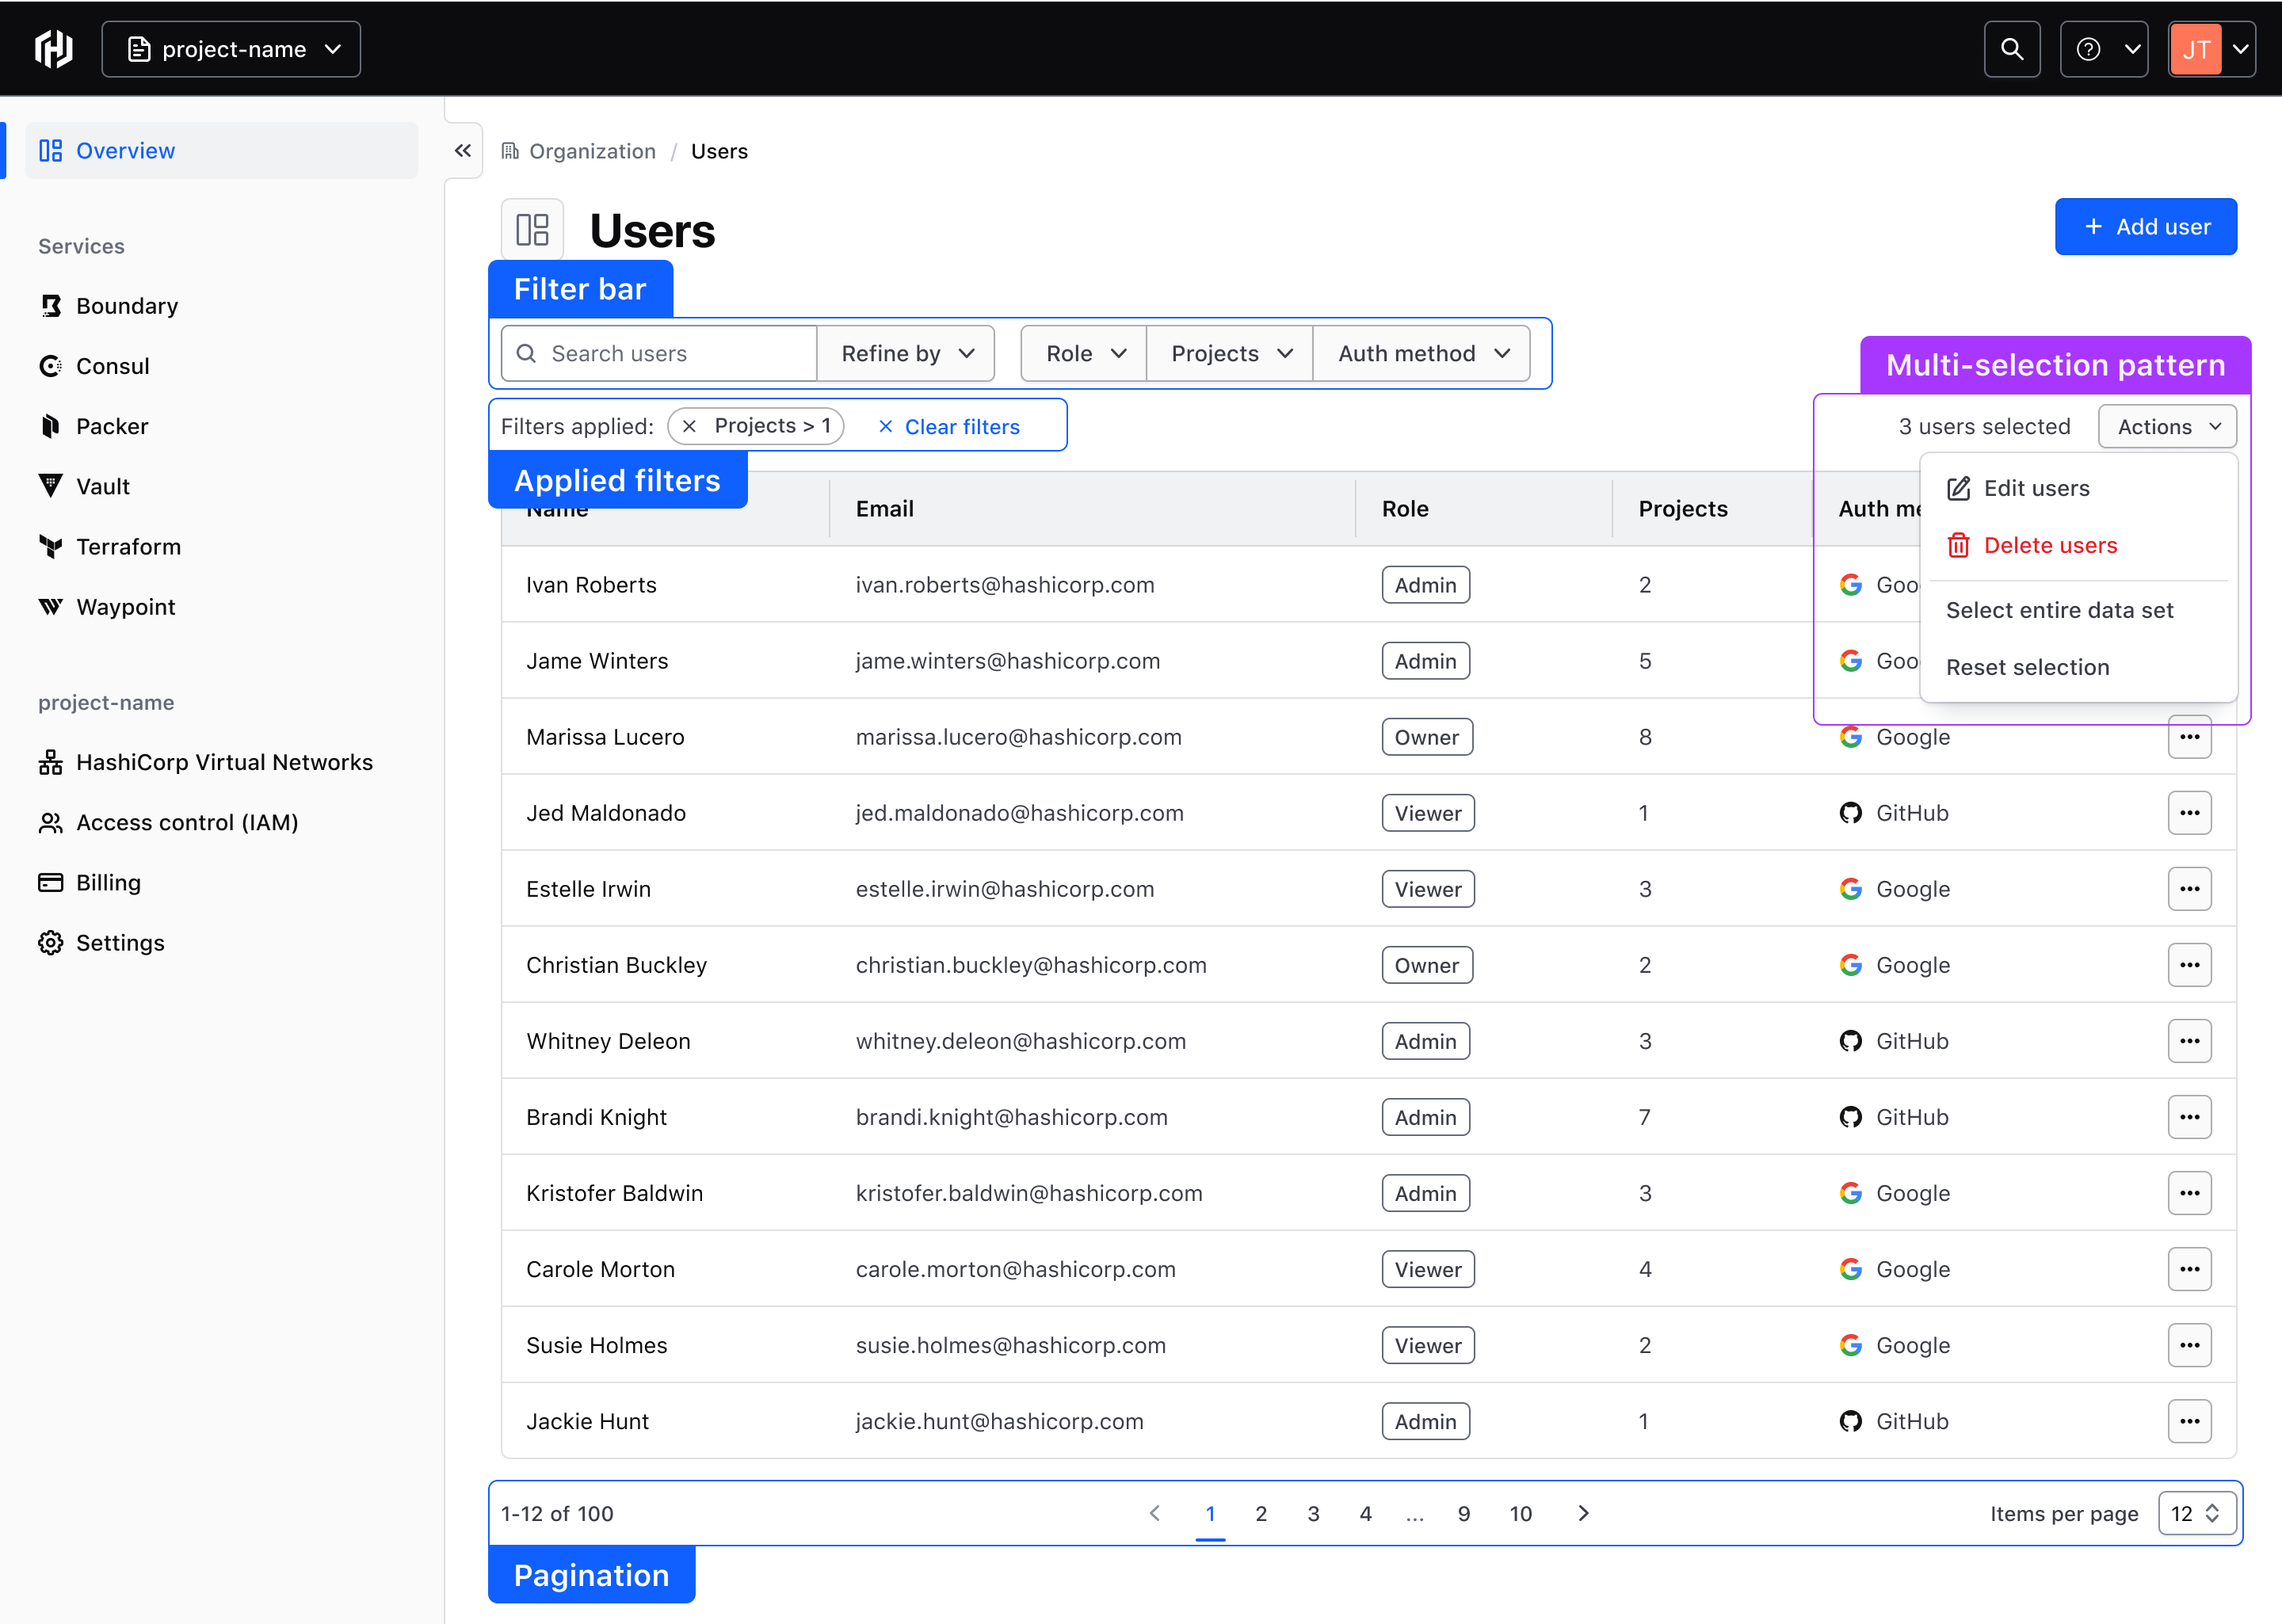 project-name
JT
Overview
Organization / Users
Services
Users
+ Add user
Boundary
Filter bar
Consul
Search users
Refine by
Role
Projects
Auth method
Multi-selection pattern
Packer
Filters applied:
Projects > 1
Clear filters
3 users selected
Actions
Vault
Applied filters
Edit users
Name
Email
Role
Projects
Auth me
Terraform
Delete users
Waypoint
Ivan Roberts ivan.roberts@hashicorp.com Admin 2 Goo
Select entire data set
Jame Winters jame.winters@hashicorp.com Admin 5 Goo
Reset selection
project-name
HashiCorp Virtual Networks
Marissa Lucero marissa.lucero@hashicorp.com Owner 8 Google
Access control (IAM)
Jed Maldonado jed.maldonado@hashicorp.com Viewer 1 GitHub
Billing
Estelle Irwin estelle.irwin@hashicorp.com Viewer 3 Google
Settings
Christian Buckley christian.buckley@hashicorp.com Owner 2 Google
Whitney Deleon whitney.deleon@hashicorp.com Admin 3 GitHub
Brandi Knight brandi.knight@hashicorp.com Admin 7 GitHub
Kristofer Baldwin kristofer.baldwin@hashicorp.com Admin 3 Google
Carole Morton carole.morton@hashicorp.com Viewer 4 Google
Susie Holmes susie.holmes@hashicorp.com Viewer 2 Google
Jackie Hunt jackie.hunt@hashicorp.com Admin 1 GitHub
1-12 of 100
1 2 3 4 ... 9 10
Items per page 12
Pagination